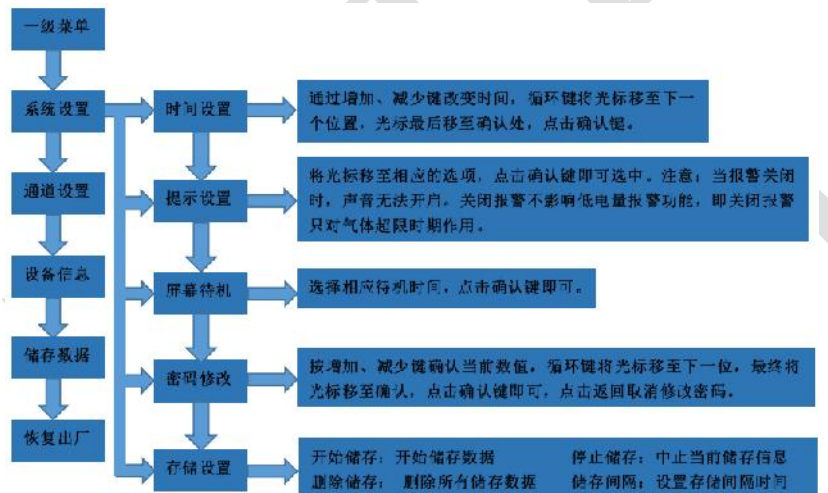 一级菜单
系统设置
时间设置
通过增加、减少键改变时间，循环键将光标移至下一
个位置，光标最后移至确认处，点击确认键。
通道设置
提示设置
将光标移至相应的选项，点击确认键即可选中。注意：当报警关闭
时，声音无法开启。关闭报警不影响低电量报警功能，即关闭报警
只对气体超限时期作用。
设备信息
屏幕待机
选择相应待机时间，点击确认键即可。
储存数据
密码修改
按增加、减少键确认当前数值，循环键将光标移至下一位，最终将
光标移至确认，点击确认键即可，点击返回取消修改密码。
恢复出厂
存储设置
开始储存：开始储存数据 停止储存：中止当前储存信息
删除储存： 删除所有储存数据 储存间隔：设置存储间隔时间